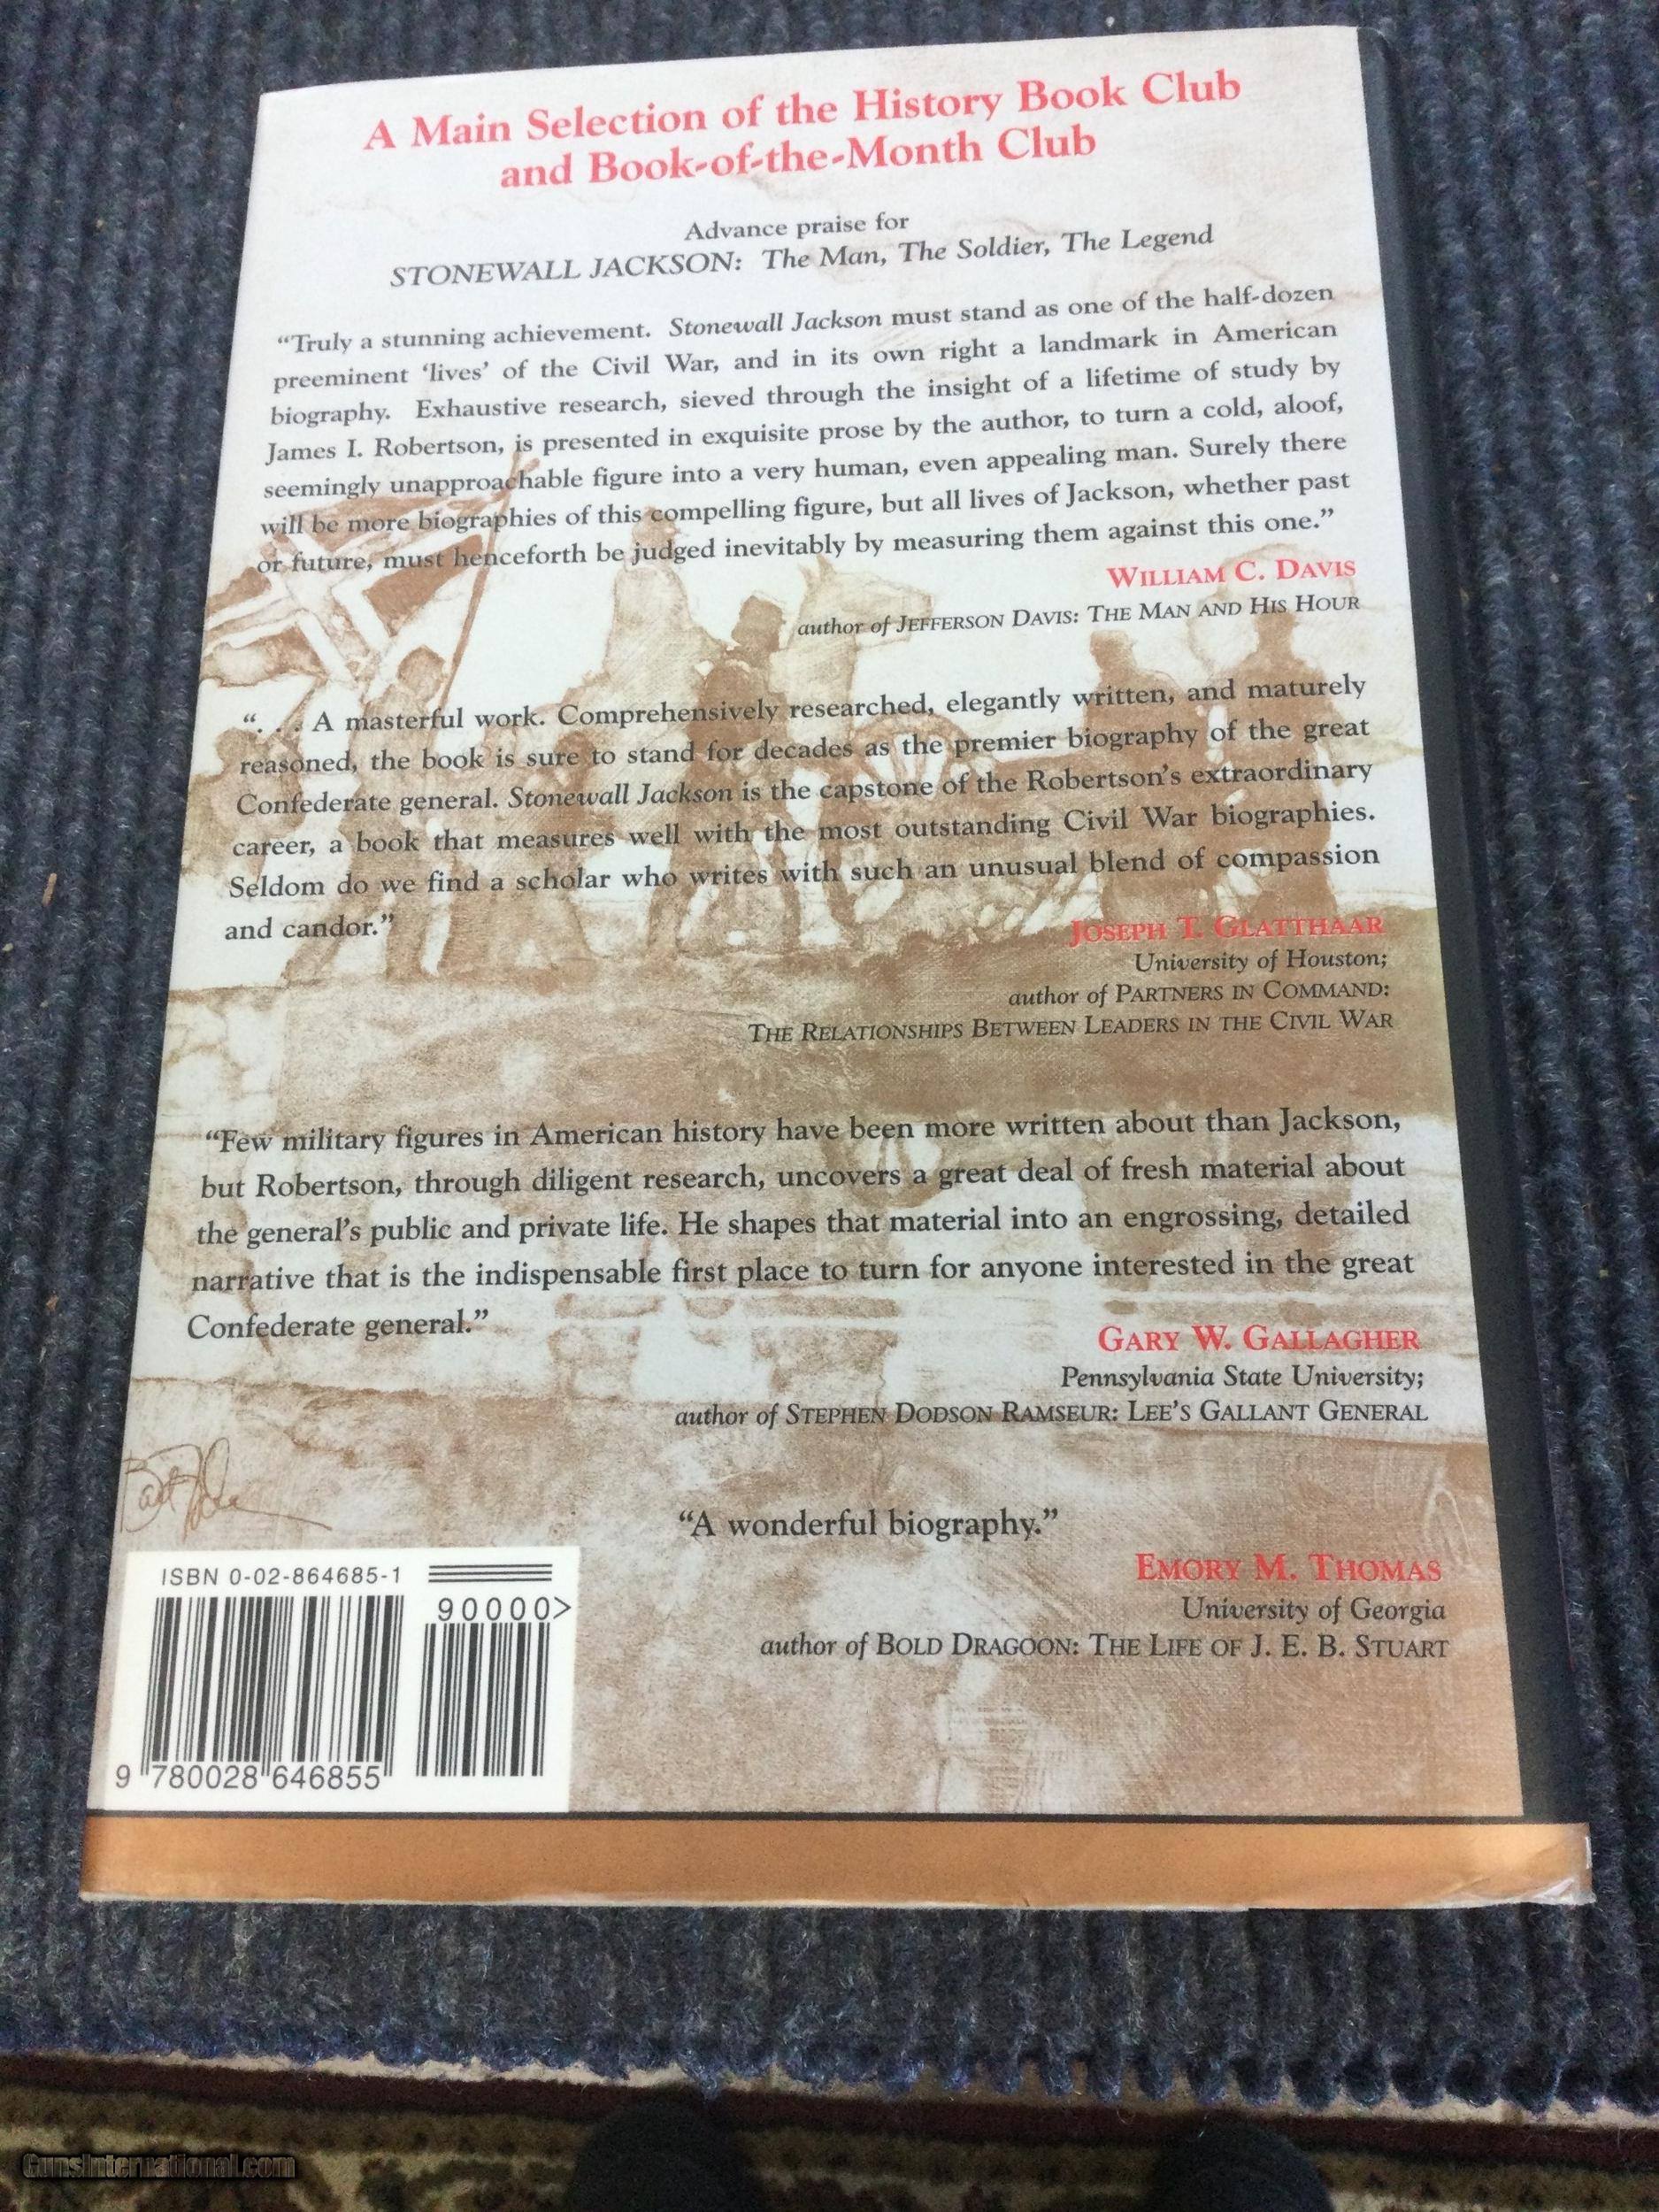 A Main Selection of the History Book Club
and Book-of-the-Month Club
Advance praise for
STONEWALL JACKSON: The Man, The Soldier, The Legend
“Truly a stunning achievement. Stonewall Jackson must stand as one of the half-dozen
preeminent ‘lives’ of the Civil War, and in its own right a landmark in American
biography. Exhaustive research, sieved through the insight of a lifetime of study by
James I. Robertson, is presented in exquisite prose by the author, to turn a cold, aloof,
seemingly unapproachable figure into a very human, even appealing man. Surely there
will be more biographies of this compelling figure, but all lives of Jackson, whether past
or future, must henceforth be judged inevitably by measuring them against this one.”
WILLIAM C. DAVIS
author of JEFFERSON DAVIS: THE MAN AND HIS HOUR
“. . . A masterful work. Comprehensively researched, elegantly written, and maturely
reasoned, the book is sure to stand for decades as the premier biography of the great
Confederate general. Stonewall Jackson is the capstone of the Robertson’s extraordinary
career, a book that measures well with the most outstanding Civil War biographies.
Seldom do we find a scholar who writes with such an unusual blend of compassion
and candor.”
JOSEPH T. GLATTHAAR
University of Houston;
author of PARTNERS IN COMMAND:
THE RELATIONSHIPS BETWEEN LEADERS IN THE CIVIL WAR
“Few military figures in American history have been more written about than Jackson,
but Robertson, through diligent research, uncovers a great deal of fresh material about
the general’s public and private life. He shapes that material into an engrossing, detailed
narrative that is the indispensable first place to turn for anyone interested in the great
Confederate general.”
GARY W. GALLAGHER
Pennsylvania State University;
author of STEPHEN DODSON RAMSEUR: LEE’S GALLANT GENERAL
“A wonderful biography.”
EMORY M. THOMAS
University of Georgia
author of BOLD DRAGOON: THE LIFE OF J. E. B. STUART
ISBN 0-02-864685-1
90000>
9 780028 646855
GunsInternational.com